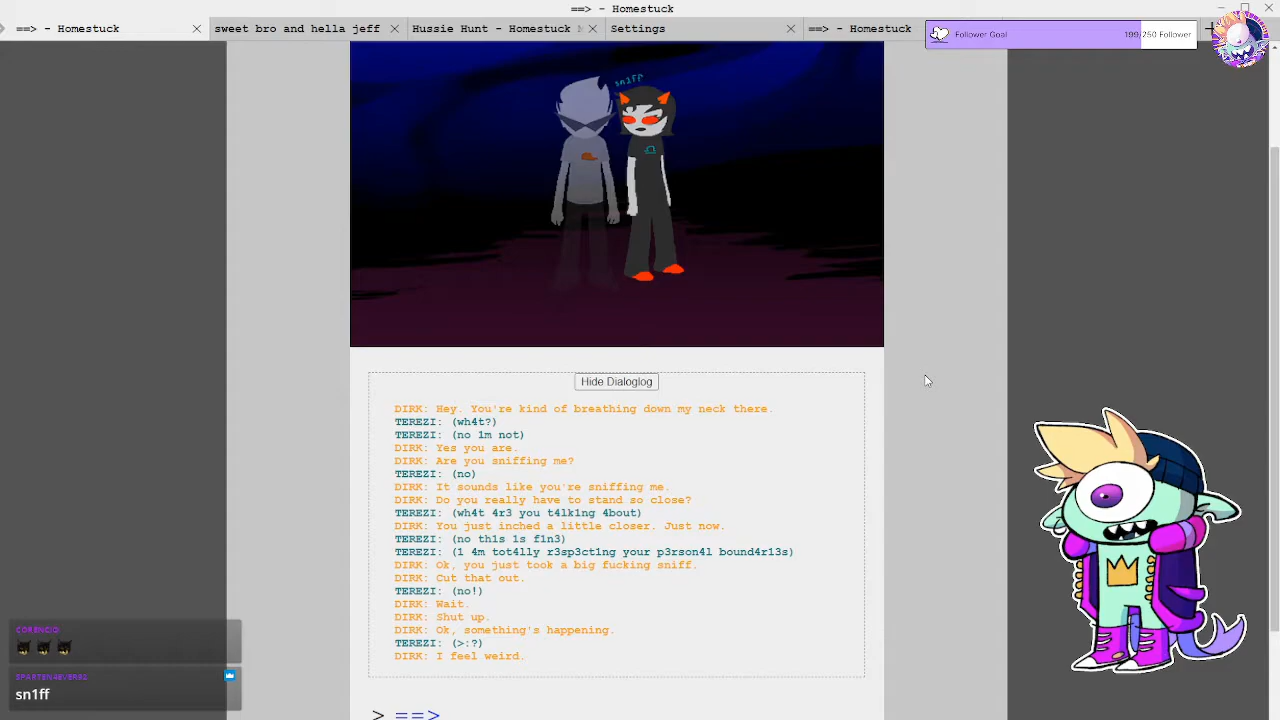 ==> - Homestuck
==> - Homestuck
sweet bro and hella jeff
Hussie Hunt - Homestuck
Settings
==> - Homestuck
Follower Goal
199/250 Follower
sn1ff
Hide Dialoglog
DIRK: Hey. You're kind of breathing down my neck there.
TEREZI: (wh4t?)
TEREZI: (no 1m not)
DIRK: Yes you are.
DIRK: Are you sniffing me?
TEREZI: (no)
DIRK: It sounds like you're sniffing me.
DIRK: Do you really have to stand so close?
TEREZI: (wh4t 4r3 you t4lk1ng 4bout)
DIRK: You just inched a little closer. Just now.
TEREZI: (no th1s 1s f1n3)
TEREZI: (1 4m tot4lly r3sp3ct1ng your p3rson4l bound4r13s)
DIRK: Ok, you just took a big fucking sniff.
DIRK: Cut that out.
TEREZI: (no!)
DIRK: Wait.
DIRK: Shut up.
DIRK: Ok, something's happening.
TEREZI: (>:?)
DIRK: I feel weird.
> ==>
CORENCIO
sn1ff